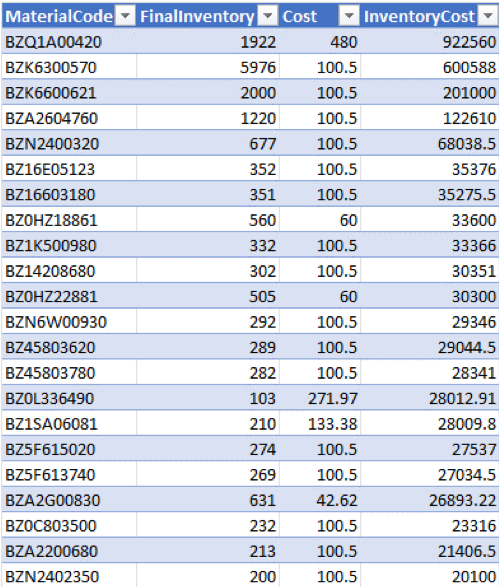 MaterialCode FinalInventory Cost InventoryCost
BZQ1A00420 1922 480 922560
BZK6300570 5976 100.5 600588
BZK6600621 2000 100.5 201000
BZA2604760 1220 100.5 122610
BZN2400320 677 100.5 68038.5
BZ16E05123 352 100.5 35376
BZ16603180 351 100.5 35275.5
BZ0HZ18861 560 60 33600
BZ1K500980 332 100.5 33366
BZ14208680 302 100.5 30351
BZ0HZ22881 505 60 30300
BZN6W00930 292 100.5 29346
BZ45803620 289 100.5 29044.5
BZ45803780 282 100.5 28341
BZ0L336490 103 271.97 28012.91
BZ1SA06081 210 133.38 28009.8
BZ5F615020 274 100.5 27537
BZ5F613740 269 100.5 27034.5
BZA2G00830 631 42.62 26893.22
BZ0C803500 232 100.5 23316
BZA2200680 213 100.5 21406.5
BZN2402350 200 100.5 20100